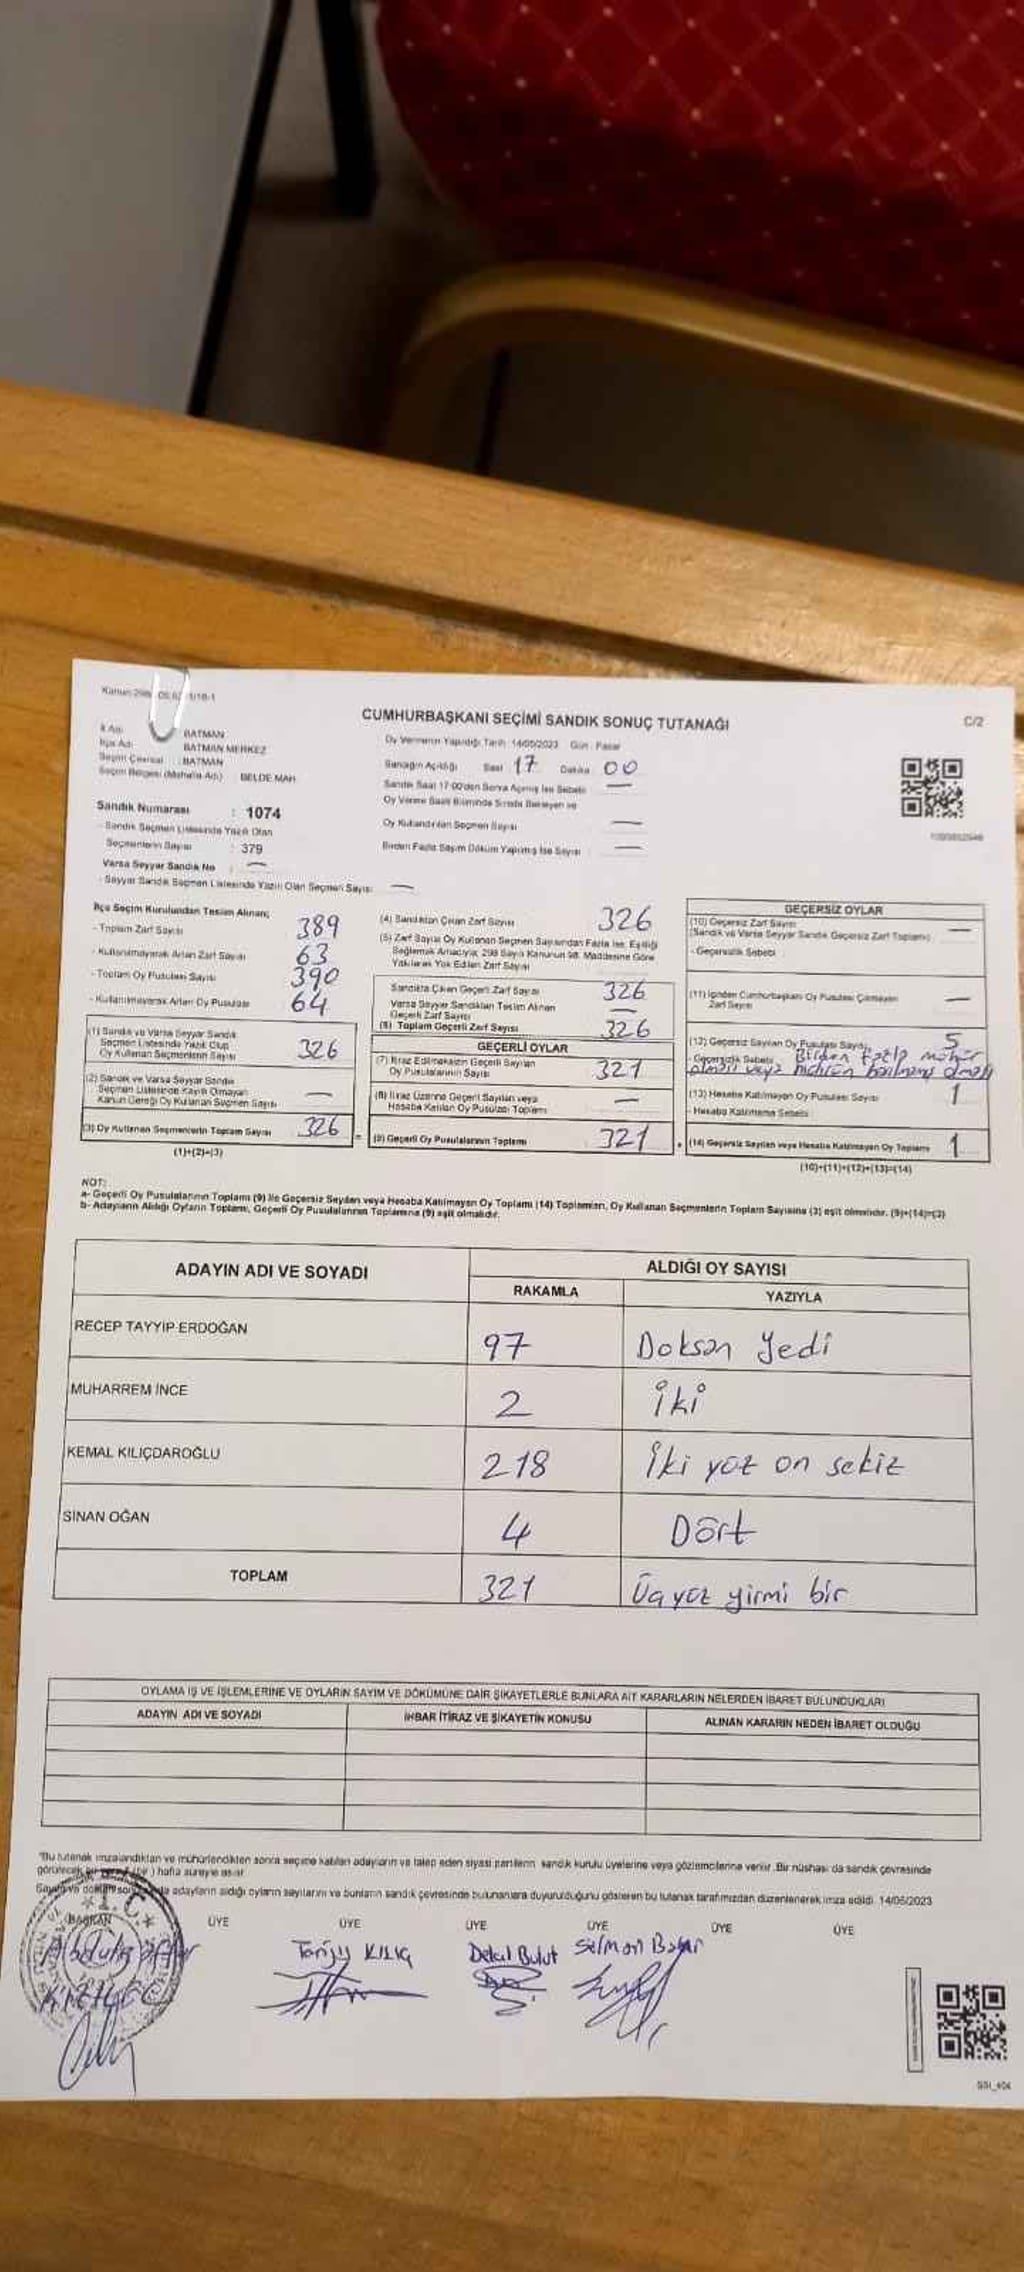 CUMHURBAŞKANI SEÇİMİ SANDIK SONUÇ TUTANAĞI
C/2
İl Adı : BATMAN
İlçe Adı : BATMAN MERKEZ
Seçim Çevresi : BATMAN
Seçim Bölgesi (Mahalle Adı) : BELDE MAH
Oy Vermenin Yapıldığı Tarih: 14/05/2023 Gün: Pazar
Sandığın Açıldığı Saat 17 Dakika 00
Sandık Saat 17:00'den Sonra Açılmış İse Sebebi —
Oy Verme Saati Bitiminde Sırada Bekleyen ve
Oy Kullandırılan Seçmen Sayısı —
Birden Fazla Sayım Döküm Yapılmış İse Sayısı —
Sandık Numarası : 1074
- Sandık Seçmen Listesinde Yazılı Olan
Seçmenlerin Sayısı : 379
Varsa Seyyar Sandık No : —
- Seyyar Sandık Seçmen Listesinde Yazılı Olan Seçmen Sayısı: —
İlçe Seçim Kurulundan Teslim Alınan;
- Toplam Zarf Sayısı 389
- Kullanılmayarak Artan Zarf Sayısı 63
- Toplam Oy Pusulası Sayısı 390
- Kullanılmayarak Artan Oy Pusulası 64
(1) Sandık ve Varsa Seyyar Sandık
Seçmen Listesinde Yazılı Olup
Oy Kullanan Seçmenlerin Sayısı 326
(2) Sandık ve Varsa Seyyar Sandık
Seçmen Listesinde Kayıtlı Olmayan
Kanun Gereği Oy Kullanan Seçmen Sayısı —
(3) Oy Kullanan Seçmenlerin Toplam Sayısı 326
(1)+(2)=(3)
(4) Sandıktan Çıkan Zarf Sayısı 326
(5) Zarf Sayısı Oy Kullanan Seçmen Sayısından Fazla İse, Eşitliği
Sağlamak Amacıyla; 298 Sayılı Kanunun 98. Maddesine Göre
Yakılarak Yok Edilen Zarf Sayısı
Sandıkta Çıkan Geçerli Zarf Sayısı 326
Varsa Seyyar Sandıktan Teslim Alınan
Geçerli Zarf Sayısı —
(6) Toplam Geçerli Zarf Sayısı 326
GEÇERLİ OYLAR
(7) İtiraz Edilmeksizin Geçerli Sayılan
Oy Pusulalarının Sayısı 321
(8) İtiraz Üzerine Geçerli Sayılan veya
Hesaba Katılan Oy Pusulası Toplamı —
(9) Geçerli Oy Pusulalarının Toplamı 321
GEÇERSİZ OYLAR
(10) Geçersiz Zarf Sayısı
(Sandık ve Varsa Seyyar Sandık Geçersiz Zarf Toplamı) —
- Geçersizlik Sebebi :
(11) İçinden Cumhurbaşkanı Oy Pusulası Çıkmayan
Zarf Sayısı —
(12) Geçersiz Sayılan Oy Pusulası Sayısı 5
- Geçersizlik Sebebi : Birden fazla mühür
olması veya mührün basılmamış olması
(13) Hesaba Katılmayan Oy Pusulası Sayısı 1
- Hesaba Katılmama Sebebi :
(14) Geçersiz Sayılan veya Hesaba Katılmayan Oy Toplamı 1
(10)+(11)+(12)+(13)=(14)
NOT:
a- Geçerli Oy Pusulalarının Toplamı (9) ile Geçersiz Sayılan veya Hesaba Katılmayan Oy Toplamı (14) Toplamları, Oy Kullanan Seçmenlerin Toplam Sayısına (3) eşit olmalıdır. (9)+(14)=(3)
b- Adayların Aldığı Oyların Toplamı, Geçerli Oy Pusulalarının Toplamına (9) eşit olmalıdır.
ADAYIN ADI VE SOYADI ALDIĞI OY SAYISI
RAKAMLA YAZIYLA
RECEP TAYYİP ERDOĞAN 97 Doksan Yedi
MUHARREM İNCE 2 İki
KEMAL KILIÇDAROĞLU 218 İki yüz on sekiz
SİNAN OĞAN 4 Dört
TOPLAM 321 Üç yüz yirmi bir
OYLAMA İŞ VE İŞLEMLERİNE VE OYLARIN SAYIM VE DÖKÜMÜNE DAİR ŞİKAYETLERLE BUNLARA AİT KARARLARIN NELERDEN İBARET BULUNDUKLARI
ADAYIN ADI VE SOYADI İHBAR İTİRAZ VE ŞİKAYETİN KONUSU ALINAN KARARIN NEDEN İBARET OLDUĞU
"Bu tutanak imzalandıktan ve mühürlendikten sonra seçime katılan adayların ve talep eden siyasi partilerin sandık kurulu üyelerine veya gözlemcilerine verilir. Bir nüshası da sandık çevresinde
görülecek bir hafta süreyle asılır.
adayların aldığı oyların sayılarını ve bunların sandık çevresinde bulunanlara duyurulduğunu gösteren bu tutanak tarafımızdan düzenlenerek imza edildi. 14/05/2023
BAŞKAN ÜYE ÜYE ÜYE ÜYE ÜYE ÜYE
KILIÇ Delal Bulut Selman